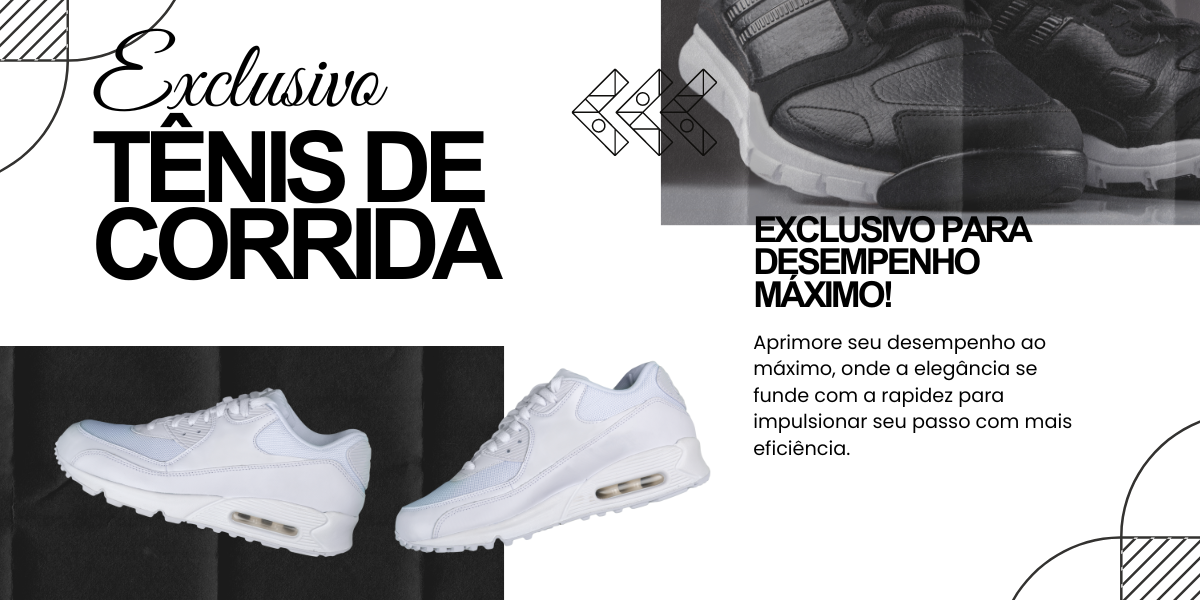 Exclusivo
TÊNIS DE
CORRIDA
EXCLUSIVO PARA
DESEMPENHO
MÁXIMO!
Aprimore seu desempenho ao
máximo, onde a elegância se
funde com a rapidez para
impulsionar seu passo com mais
eficiência.